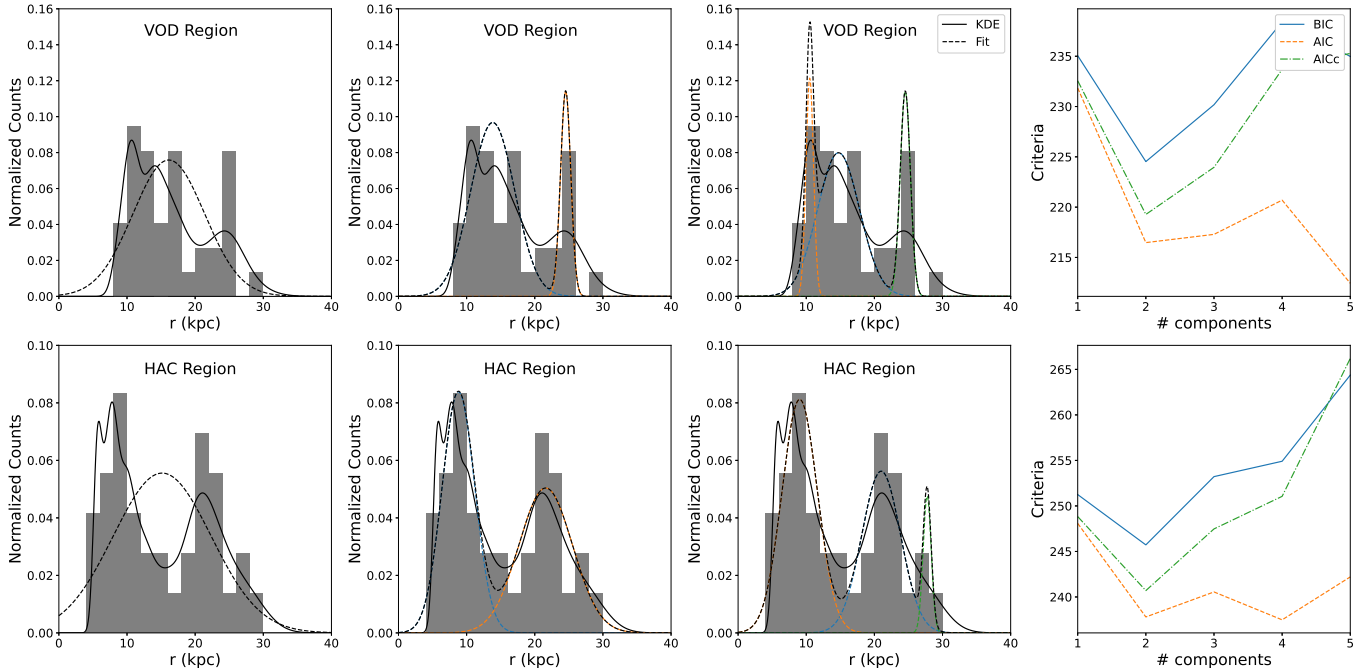 VOD Region
Normalized Counts
0.16
0.14
0.12
0.10
0.08
0.06
0.04
0.02
0.00
0 10 20 30 40
r (kpc)
VOD Region
Normalized Counts
0.16
0.14
0.12
0.10
0.08
0.06
0.04
0.02
0.00
0 10 20 30 40
r (kpc)
VOD Region
KDE
Fit
Normalized Counts
0.16
0.14
0.12
0.10
0.08
0.06
0.04
0.02
0.00
0 10 20 30 40
r (kpc)
BIC
AIC
AICc
Criteria
235
230
225
220
215
1 2 3 4 5
# components
HAC Region
Normalized Counts
0.10
0.08
0.06
0.04
0.02
0.00
0 10 20 30 40
r (kpc)
HAC Region
Normalized Counts
0.10
0.08
0.06
0.04
0.02
0.00
0 10 20 30 40
r (kpc)
HAC Region
Normalized Counts
0.10
0.08
0.06
0.04
0.02
0.00
0 10 20 30 40
r (kpc)
Criteria
265
260
255
250
245
240
1 2 3 4 5
# components